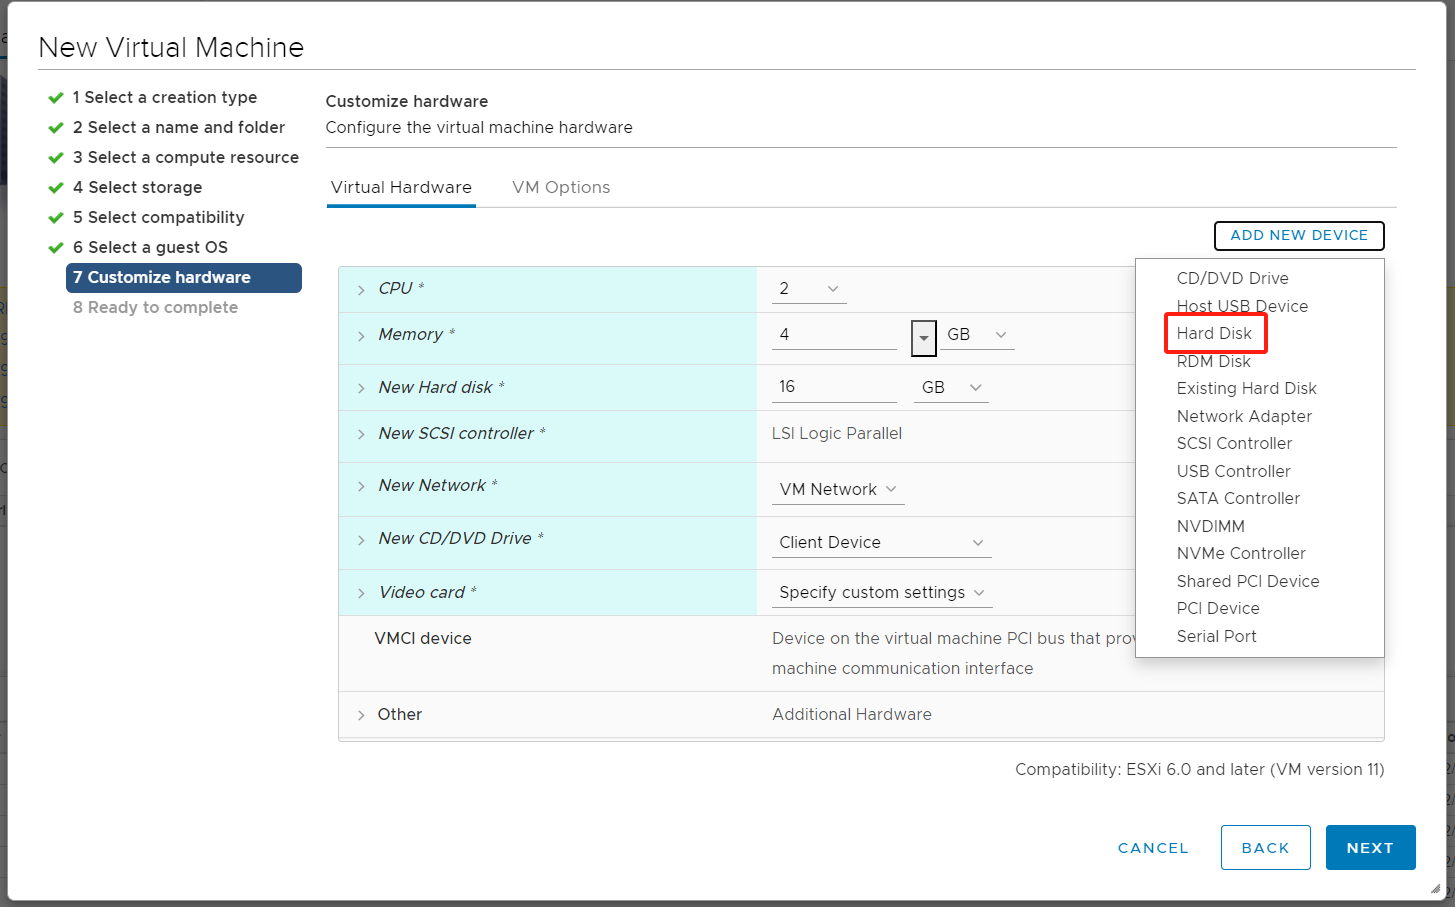 New Virtual Machine
1 Select a creation type
2 Select a name and folder
3 Select a compute resource
4 Select storage
5 Select compatibility
6 Select a guest OS
7 Customize hardware
8 Ready to complete
Customize hardware
Configure the virtual machine hardware
Virtual Hardware VM Options
ADD NEW DEVICE
CPU * 2
Memory * 4 GB
New Hard disk * 16 GB
New SCSI controller * LSI Logic Parallel
New Network * VM Network
New CD/DVD Drive * Client Device
Video card * Specify custom settings
VMCI device Device on the virtual machine PCI bus that
machine communication interface
Other Additional Hardware
CD/DVD Drive
Host USB Device
Hard Disk
RDM Disk
Existing Hard Disk
Network Adapter
SCSI Controller
USB Controller
SATA Controller
NVDIMM
NVMe Controller
Shared PCI Device
PCI Device
Serial Port
Compatibility: ESXi 6.0 and later (VM version 11)
CANCEL BACK NEXT